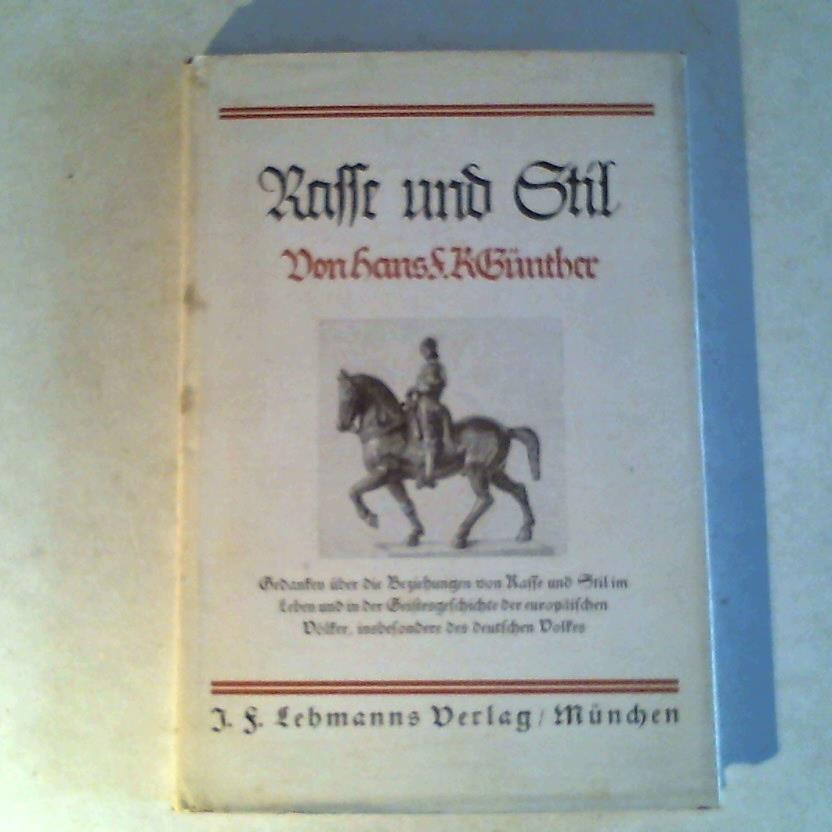 Rasse und Stil
Von Hans F. K Günther
Gedanken über die Beziehungen von Rasse und Stil im
Leben und in der Geistesgeschichte der europäischen
Völker, insbesondere des deutschen Volkes
J. F. Lehmanns Verlag / München